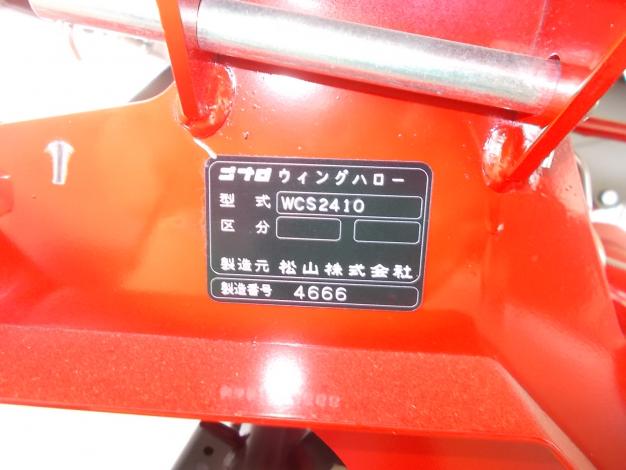 ニプロ ウィングハロー
型式 WCS2410
区分
製造元 松山株式会社
製造番号 4666